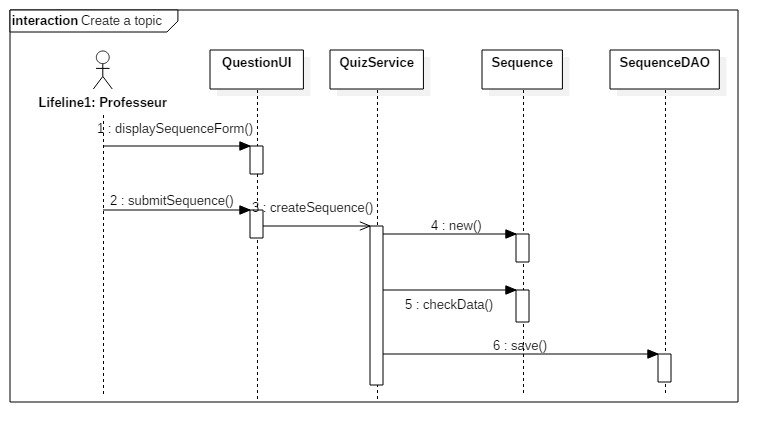 interaction Create a topic
QuestionUI
QuizService
Sequence
SequenceDAO
Lifeline1: Professeur
1 : displaySequenceForm()
2 : submitSequence()
3 : createSequence()
4 : new()
5 : checkData()
6 : save()